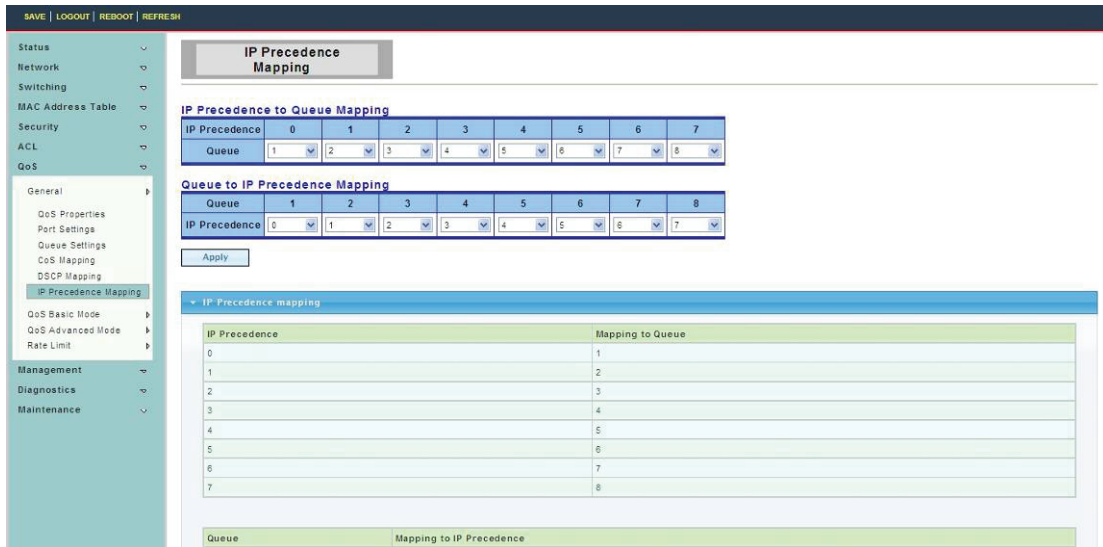 SAVE | LOGOUT | REBOOT | REFRESH
Status
Network
Switching
MAC Address Table
Security
ACL
QoS
General
QoS Properties
Port Settings
Queue Settings
CoS Mapping
DSCP Mapping
IP Precedence Mapping
QoS Basic Mode
QoS Advanced Mode
Rate Limit
Management
Diagnostics
Maintenance
IP Precedence
Mapping
IP Precedence to Queue Mapping
IP Precedence 0 1 2 3 4 5 6 7
Queue 1 2 3 4 5 6 7 8
Queue to IP Precedence Mapping
Queue 1 2 3 4 5 6 7 8
IP Precedence 0 1 2 3 4 5 6 7
Apply
IP Precedence mapping
IP Precedence Mapping to Queue
0 1
1 2
2 3
3 4
4 5
5 6
6 7
7 8
Queue Mapping to IP Precedence